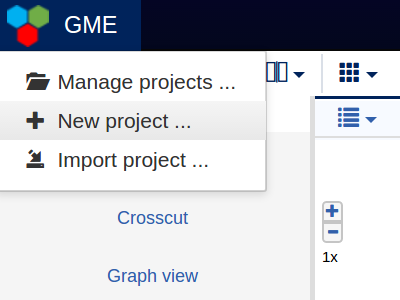 GME
Manage projects ...
New project ...
Import project ...
Crosscut
Graph view
1x